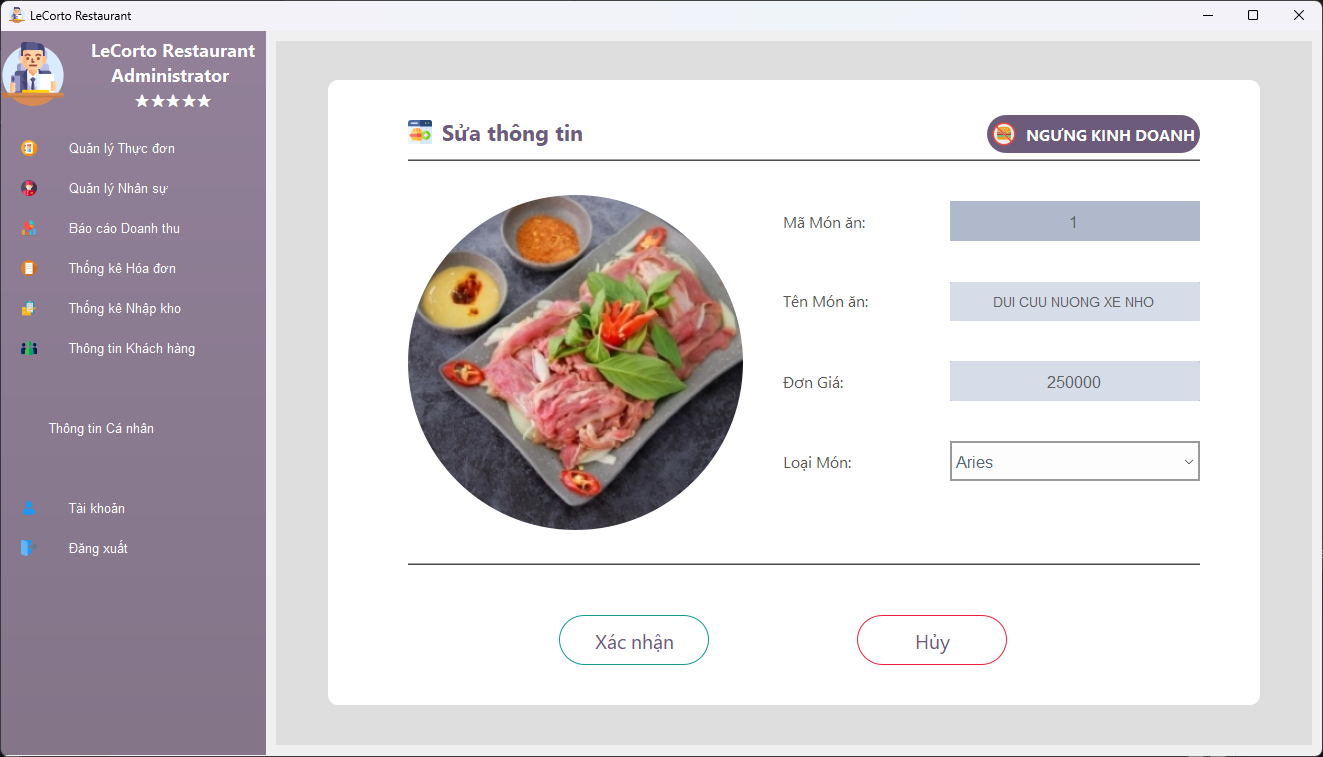 LeCorto Restaurant
LeCorto Restaurant
Administrator
Quản lý Thực đơn
Quản lý Nhân sự
Báo cáo Doanh thu
Thống kê Hóa đơn
Thống kê Nhập kho
Thông tin Khách hàng
Thông tin Cá nhân
Tài khoản
Đăng xuất
Sửa thông tin
NGƯNG KINH DOANH
Mã Món ăn:
1
Tên Món ăn:
DUI CUU NUONG XE NHO
Đơn Giá:
250000
Loại Món:
Aries
Xác nhận
Hủy